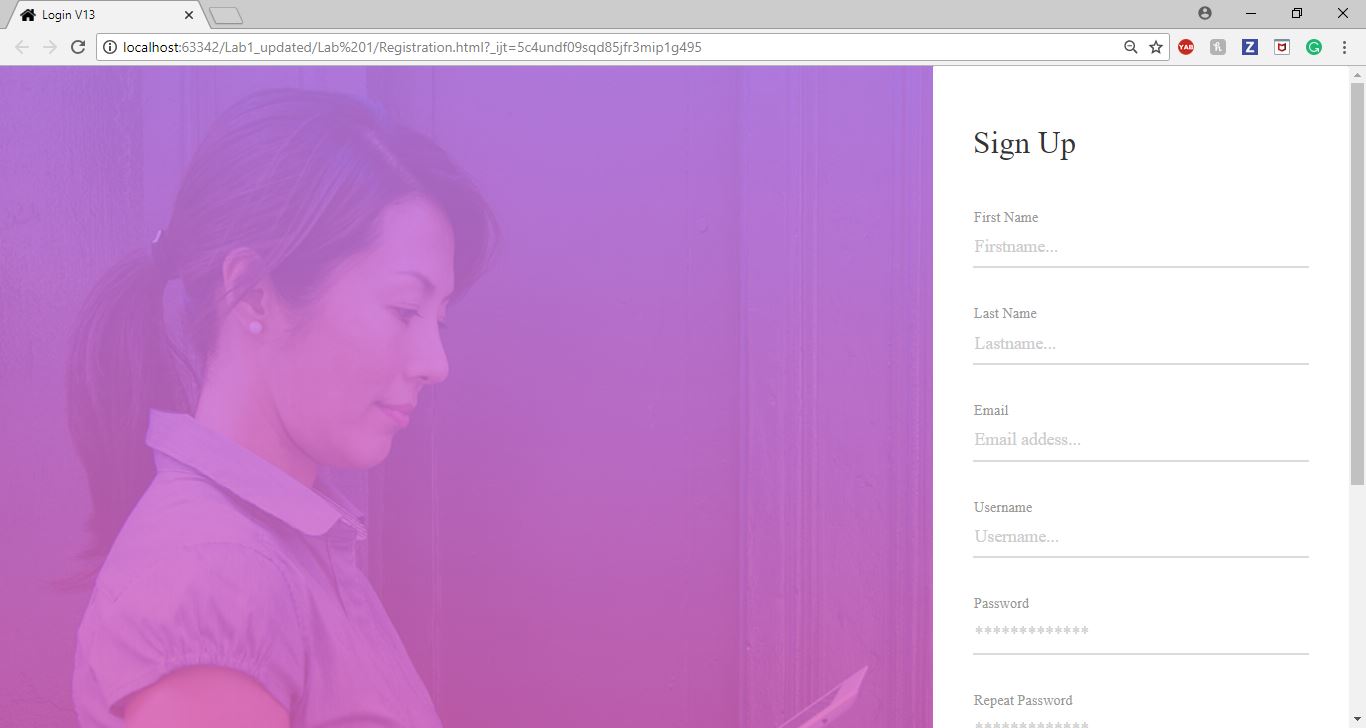 Login V13
localhost:63342/Lab1_updated/Lab%201/Registration.html?_ijt=5c4undf09sqd85jfr3mip1g495
YAB
Z
Sign Up
First Name
Firstname...
Last Name
Lastname...
Email
Email addess...
Username
Username...
Password
*************
Repeat Password
*************